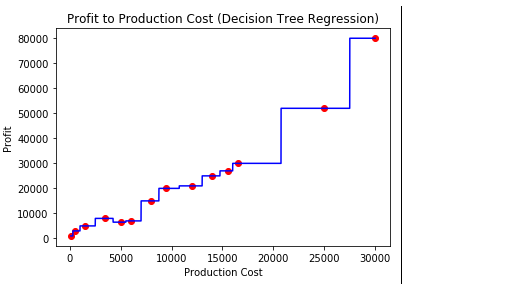 Profit to Production Cost (Decision Tree Regression)
80000
70000
60000
50000
40000
30000
20000
10000
0
Profit
0 5000 10000 15000 20000 25000 30000
Production Cost